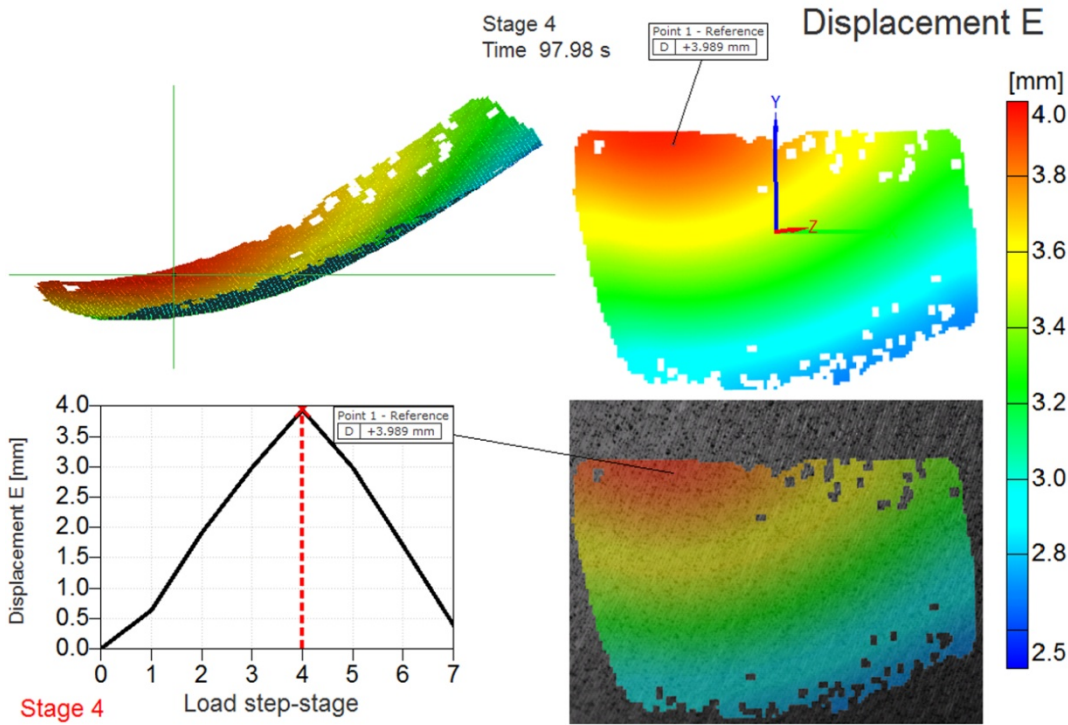 Stage 4
Time 97.98 s
Point 1 - Reference
D +3.989 mm
Displacement E
[mm]
4.0
3.8
3.6
3.4
3.2
3.0
2.8
2.5
Y
Z
Displacement E [mm]
4.0
3.5
3.0
2.5
2.0
1.5
1.0
0.5
0.0
Point 1 - Reference
D +3.989 mm
0 1 2 3 4 5 6 7
Load step-stage
Stage 4